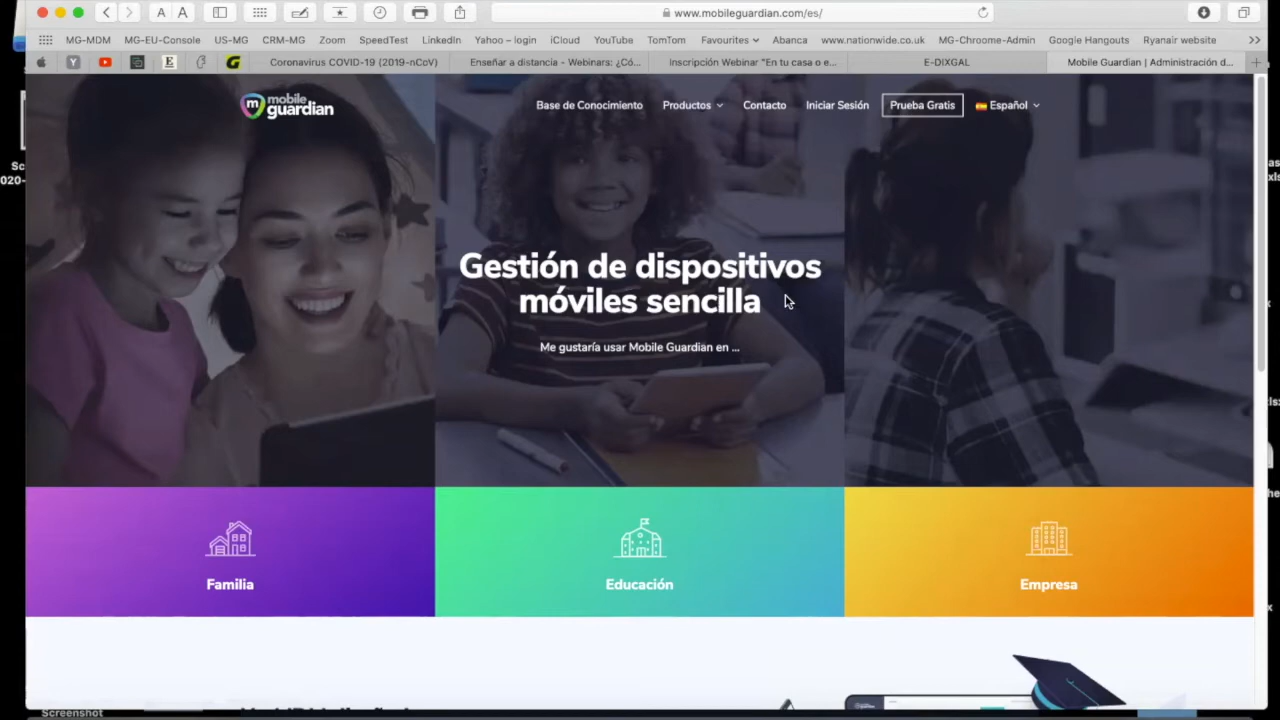 www.mobileguardian.com/es/
MG-MDM MG-EU-Console US-MG CRM-MG Zoom SpeedTest LinkedIn Yahoo – login iCloud YouTube TomTom Favourites Abanca www.nationwide.co.uk MG-Chroome-Admin Google Hangouts Ryanair website
Coronavirus COVID-19 (2019-nCoV) Enseñar a distancia - Webinars: ¿Có... Inscripción Webinar "En tu casa o e... E-DIXGAL Mobile Guardian | Administración d...
mobile guardian
Base de Conocimiento Productos Contacto Iniciar Sesión Prueba Gratis Español
Gestión de dispositivos
móviles sencilla
Me gustaría usar Mobile Guardian en ...
Familia Educación Empresa
Screenshot